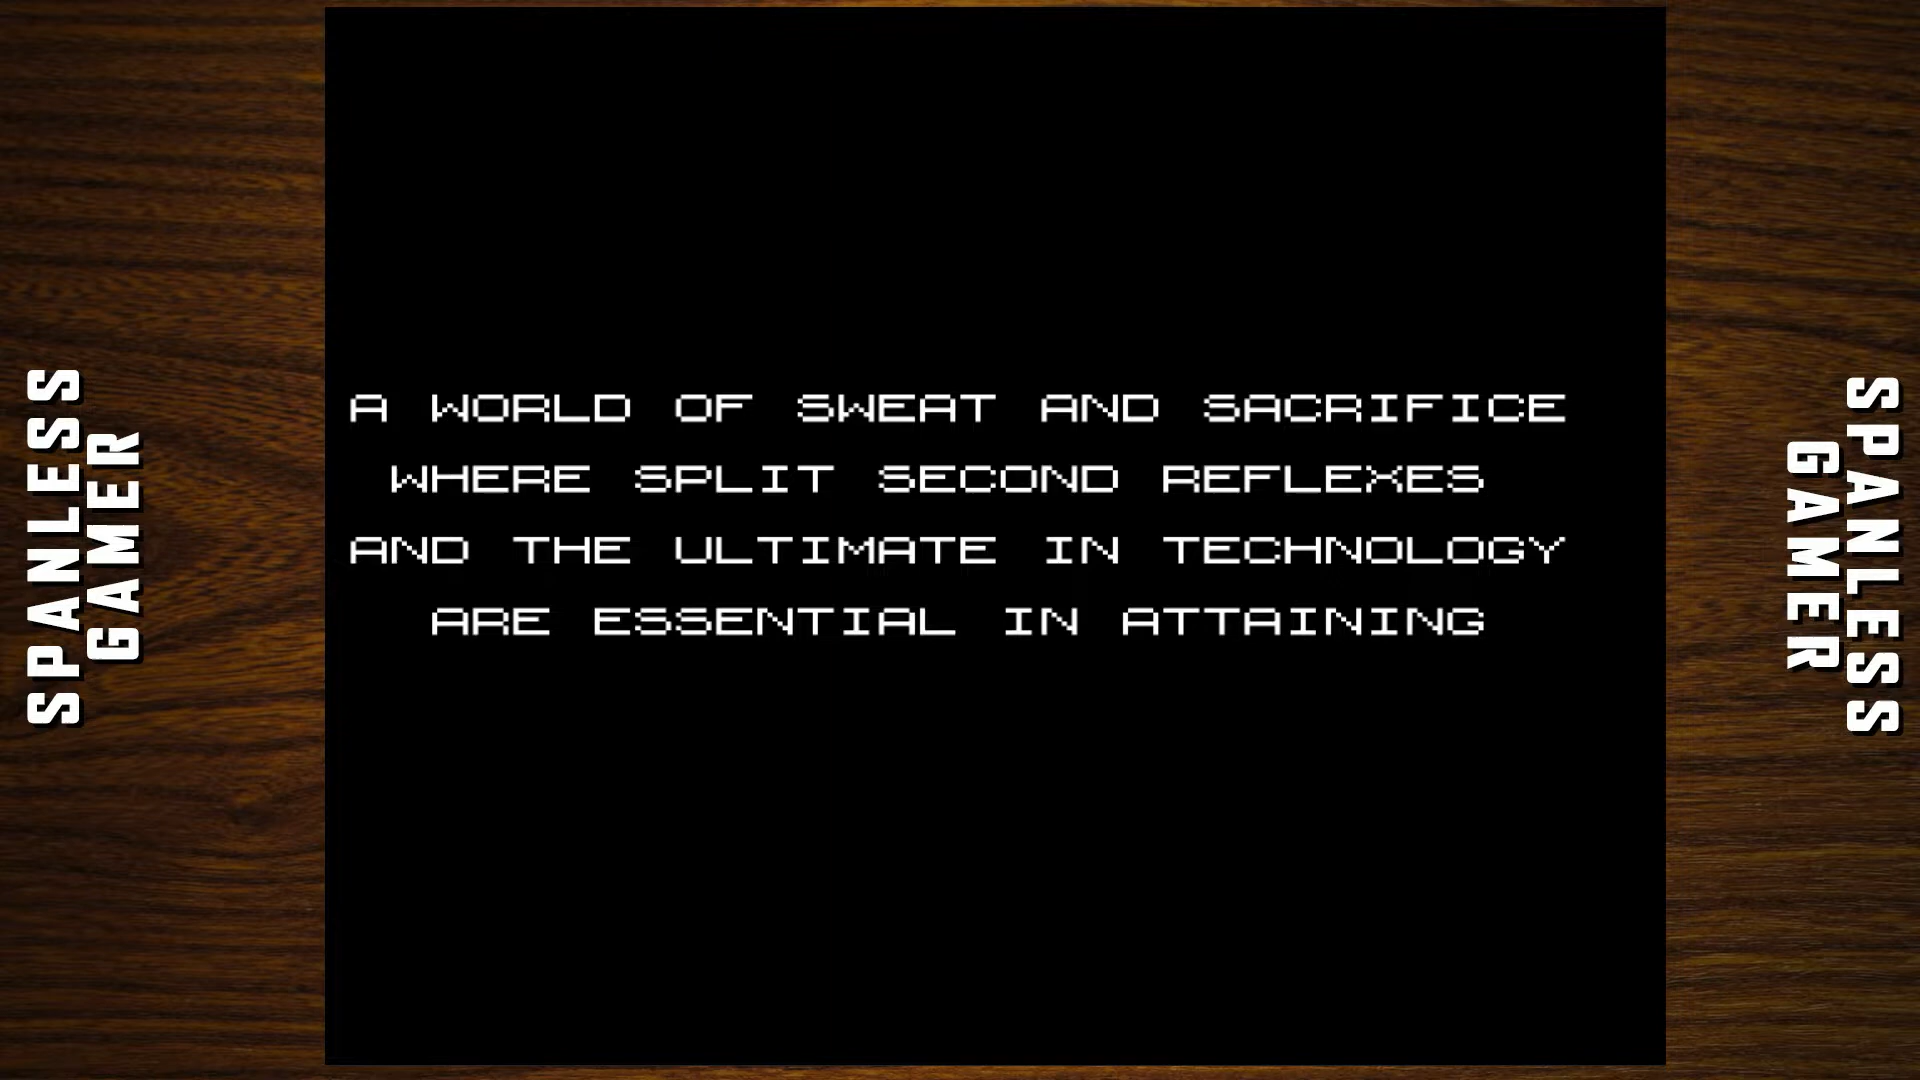 SPANLESS
GAMER
A WORLD OF SWEAT AND SACRIFICE
WHERE SPLIT SECOND REFLEXES
AND THE ULTIMATE IN TECHNOLOGY
ARE ESSENTIAL IN ATTAINING
SPANLESS
GAMER